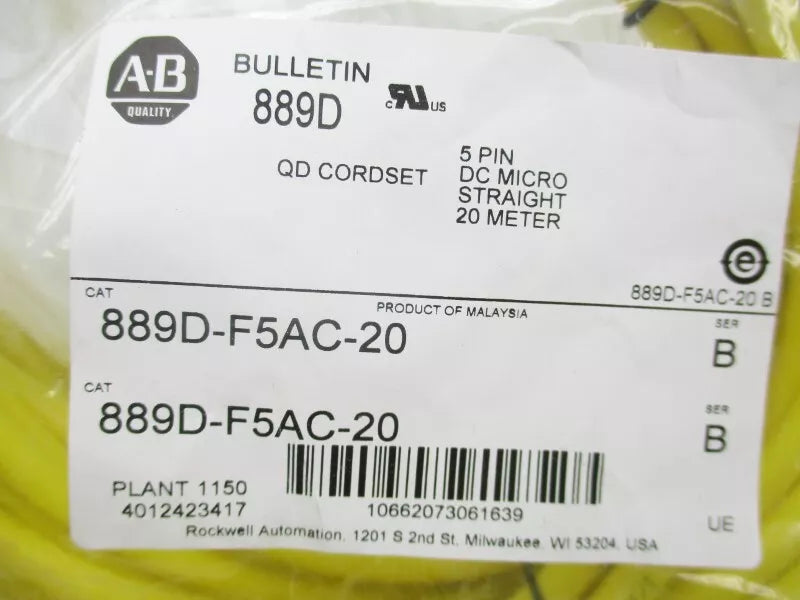 A-B
QUALITY
BULLETIN
889D
c RU US
QD CORDSET
5 PIN
DC MICRO
STRAIGHT
20 METER
e
889D-F5AC-20 B
CAT
PRODUCT OF MALAYSIA
SER
889D-F5AC-20
B
CAT
SER
889D-F5AC-20
B
PLANT 1150
4012423417
10662073061639
UE
Rockwell Automation, 1201 S 2nd St. Milwaukee, WI 53204, USA